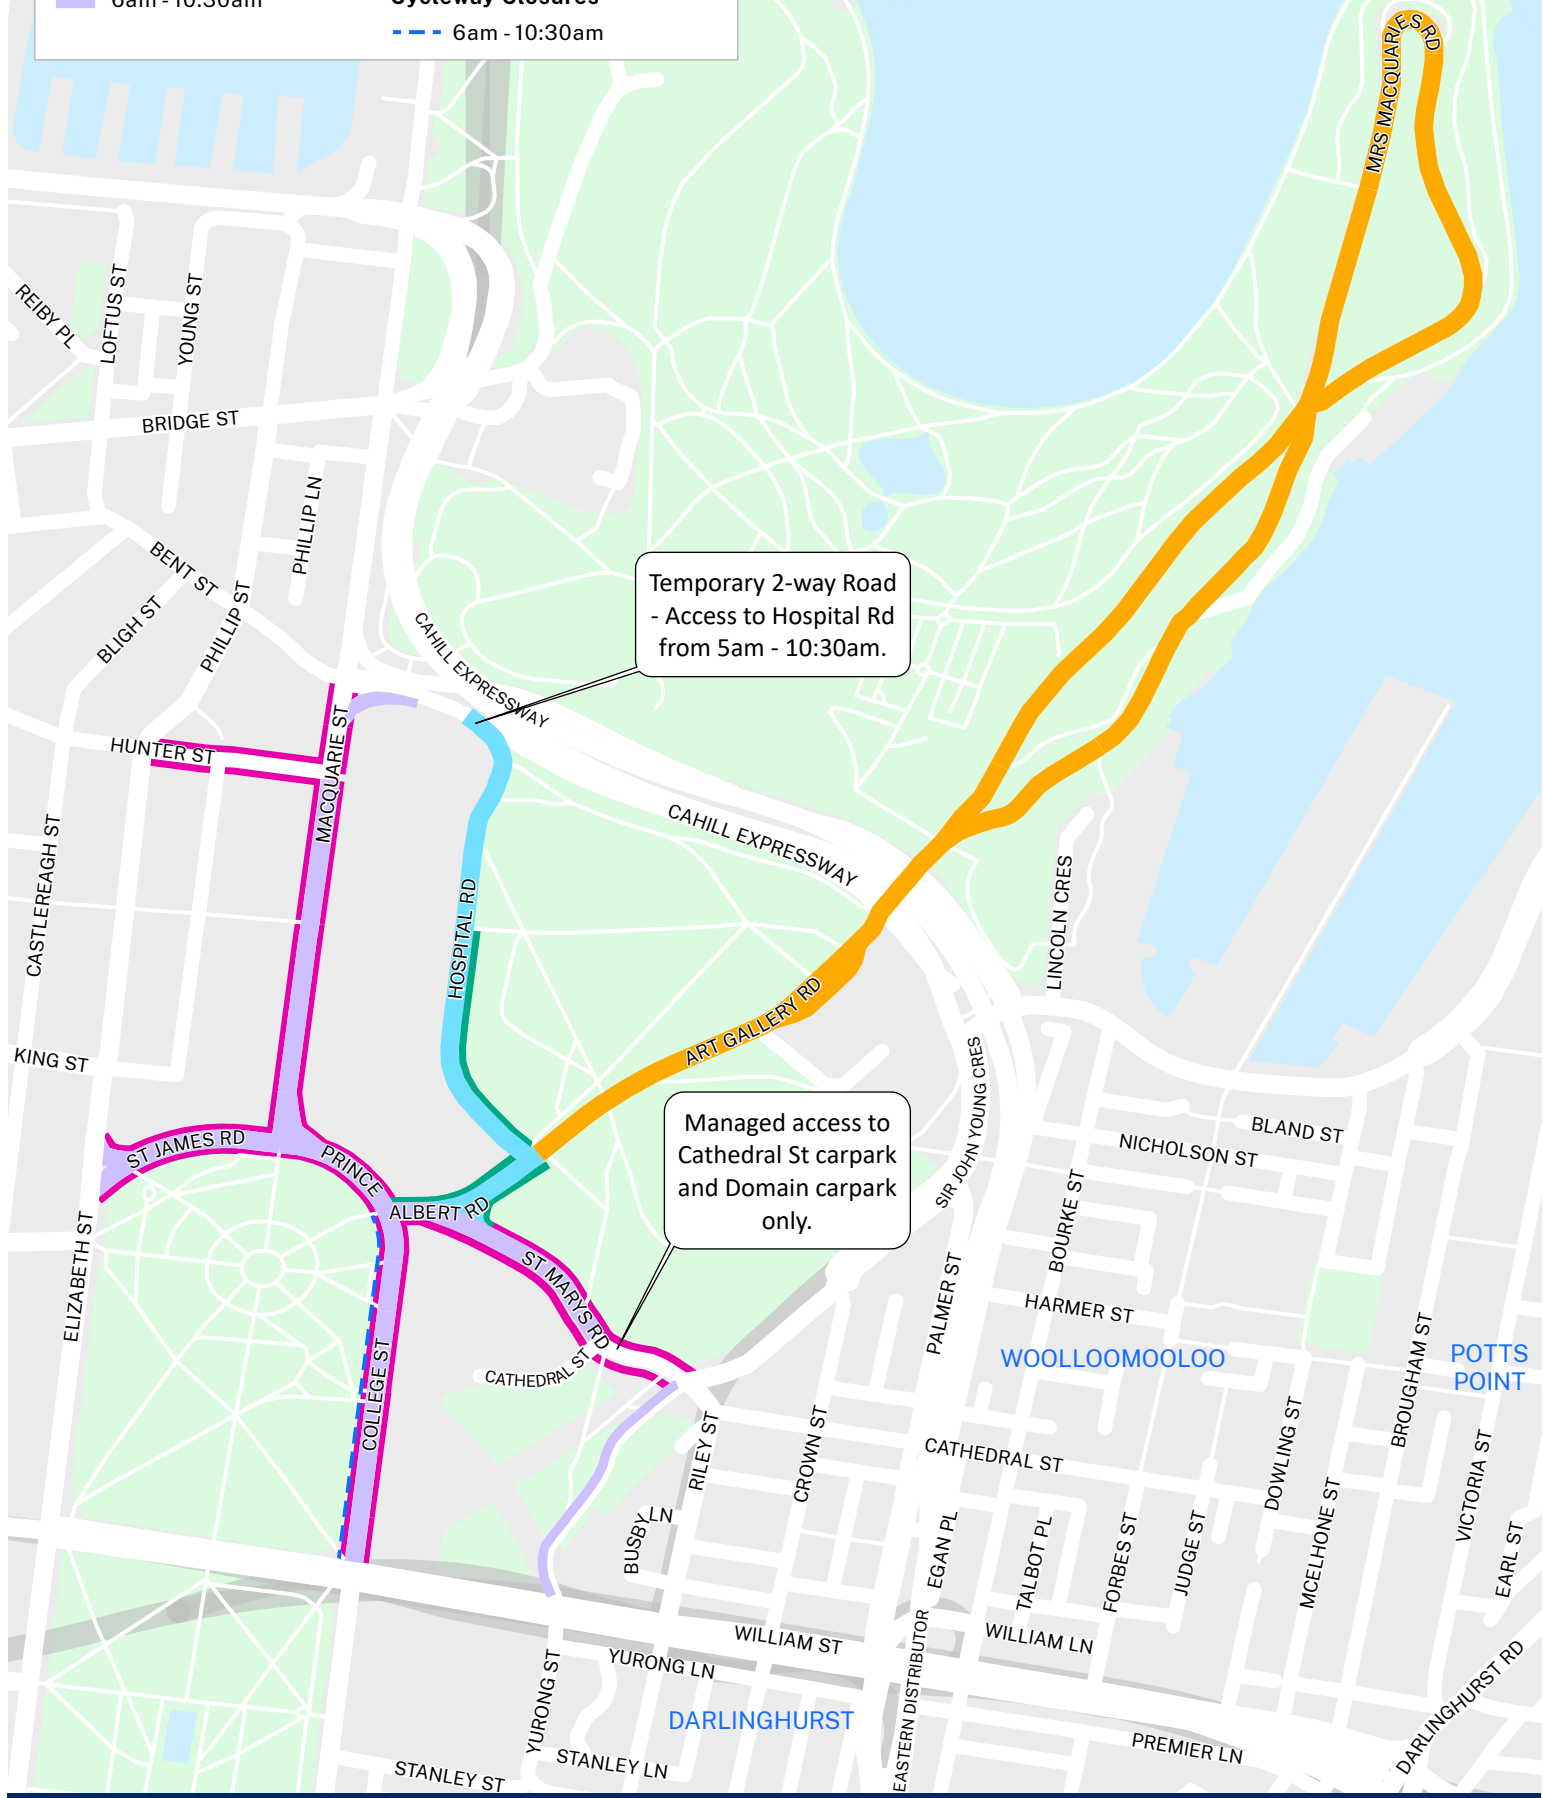 6am - 10:30am
Cycleway Closures
6am - 10:30am
MRS MACQUARIES RD
REIBY PL
LOFTUS ST
YOUNG ST
BRIDGE ST
PHILLIP LN
BENT ST
BLIGH ST
PHILLIP ST
CAHILL EXPRESSWAY
Temporary 2-way Road
- Access to Hospital Rd
from 5am - 10:30am.
HUNTER ST
MACQUARIE ST
CAHILL EXPRESSWAY
CASTLEREAGH ST
HOSPITAL RD
LINCOLN CRES
ART GALLERY RD
KING ST
SIR JOHN YOUNG CRES
Managed access to
Cathedral St carpark
and Domain carpark
only.
BLAND ST
NICHOLSON ST
ST JAMES RD
PRINCE
ALBERT RD
BOURKE ST
ELIZABETH ST
ST MARYS RD
PALMER ST
HARMER ST
WOOLLOOMOOLOO
POTTS
POINT
CATHEDRAL ST
COLLEGE ST
BROUGHAM ST
RILEY ST
CROWN ST
CATHEDRAL ST
DOWLING ST
VICTORIA ST
MCELHONE ST
BUSBY LN
EGAN PL
TALBOT PL
FORBES ST
JUDGE ST
EARL ST
WILLIAM ST
WILLIAM LN
YURONG LN
YURONG ST
EASTERN DISTRIBUTOR
DARLINGHURST
DARLINGHURST RD
PREMIER LN
STANLEY LN
STANLEY ST